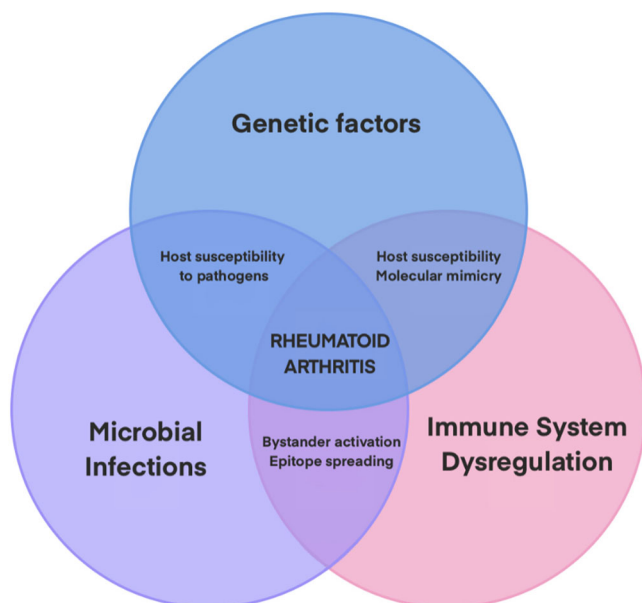 Genetic factors
Host susceptibility
to pathogens
Host susceptibility
Molecular mimicry
RHEUMATOID
ARTHRITIS
Microbial
Infections
Bystander activation
Epitope spreading
Immune System
Dysregulation